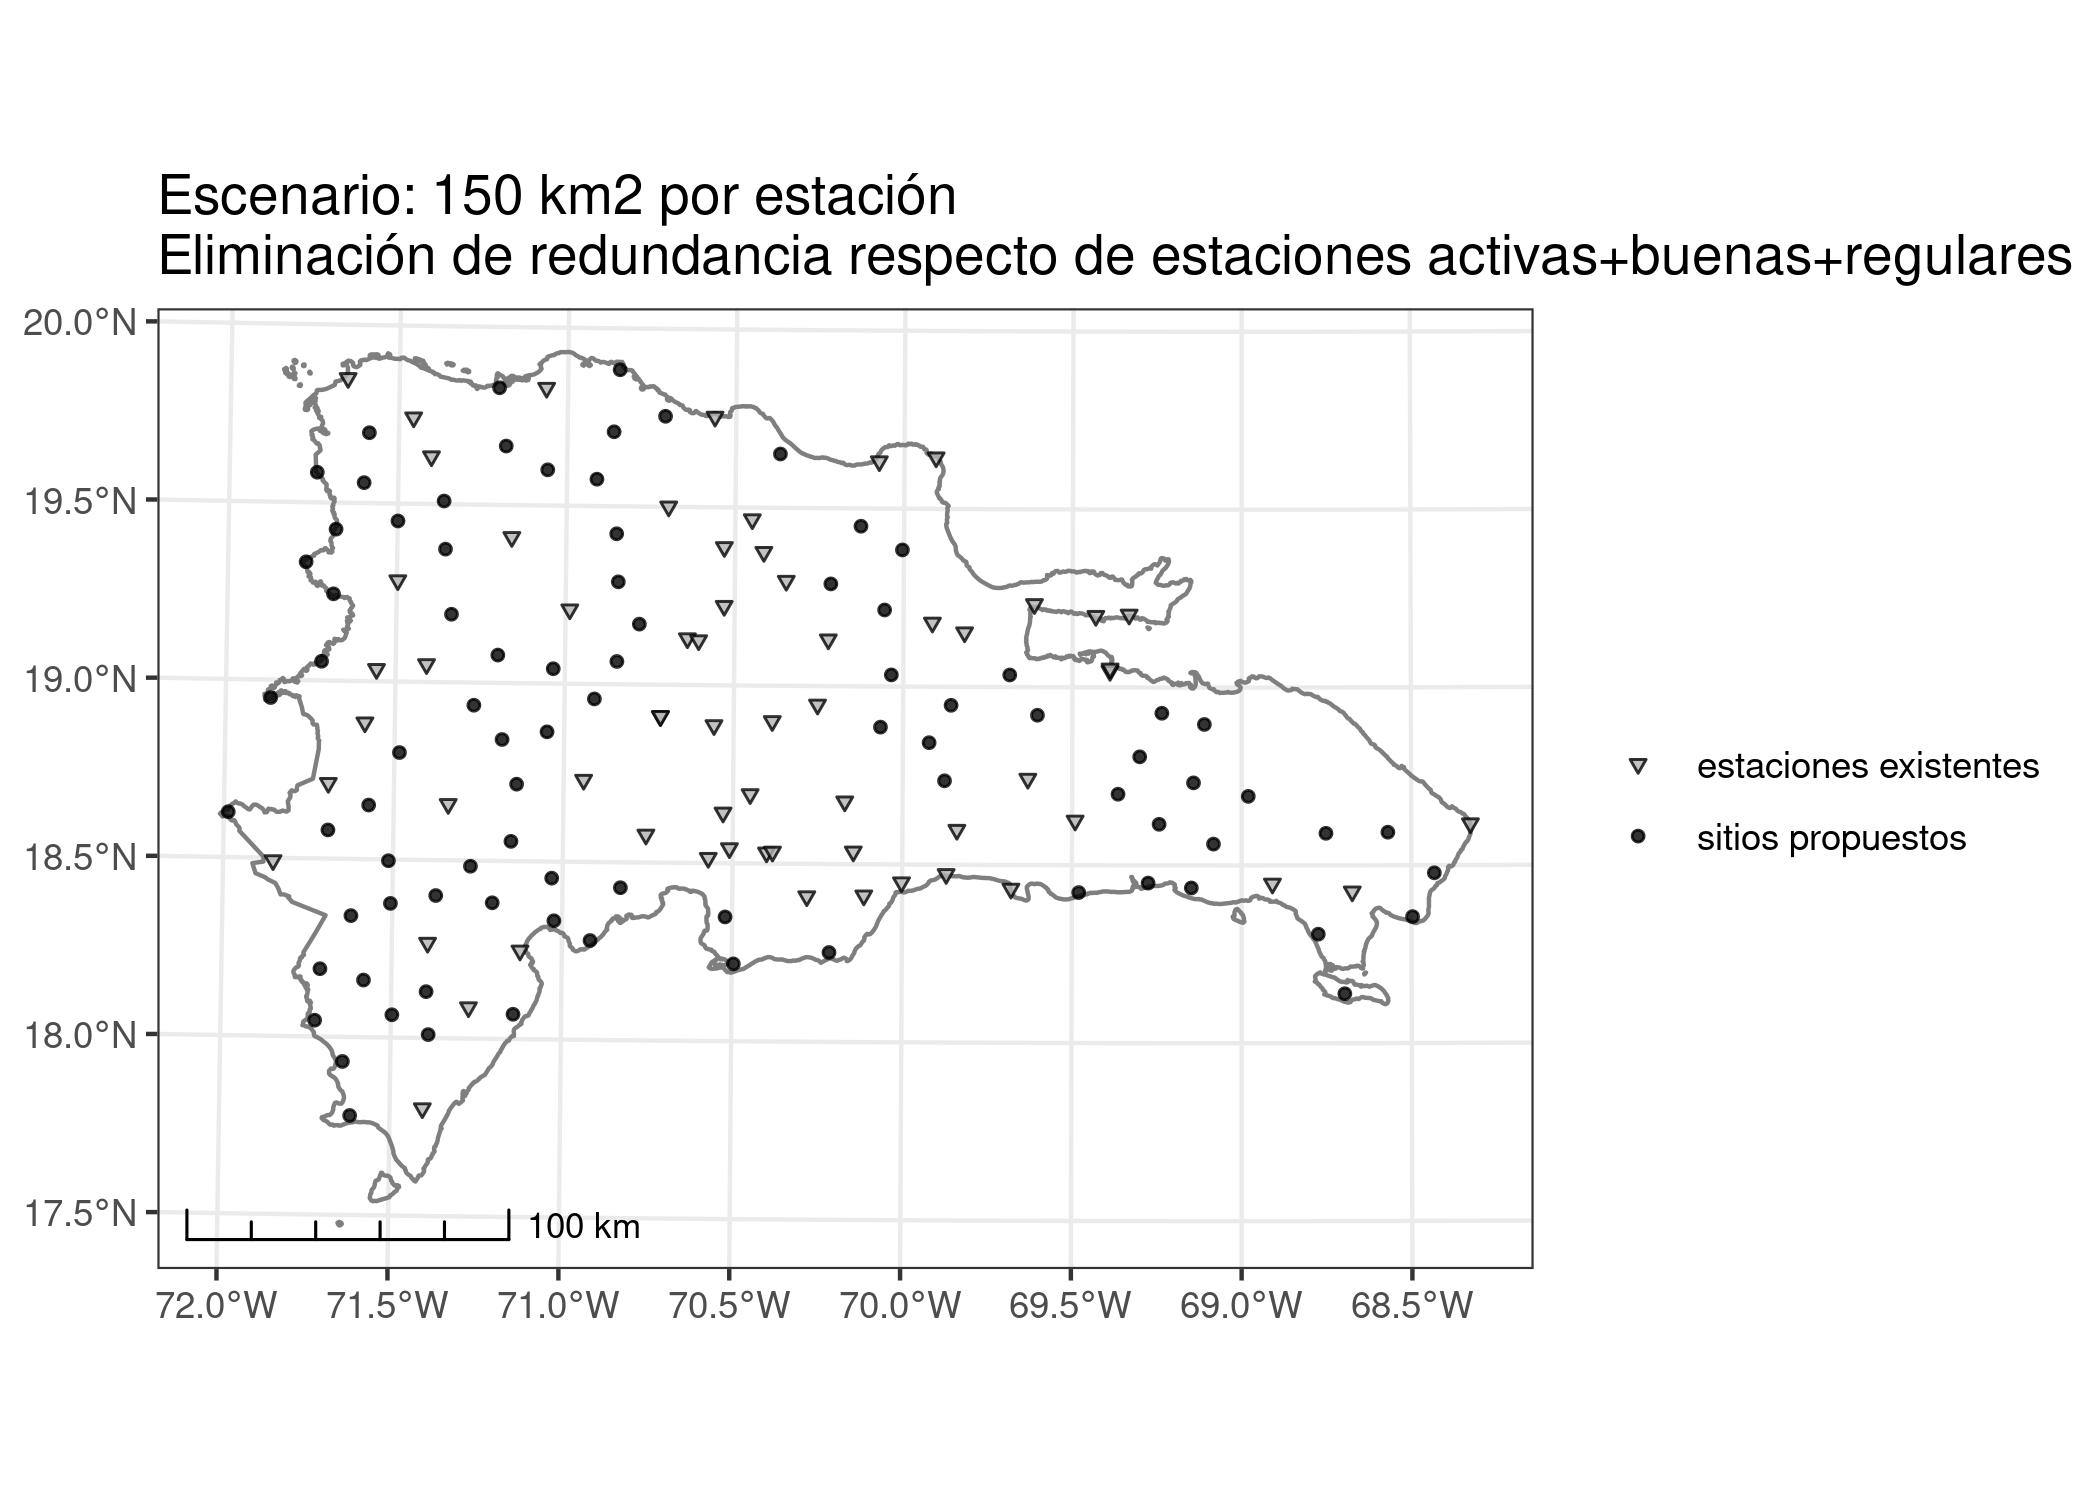 Escenario: 150 km2 por estación
Eliminación de redundancia respecto de estaciones activas+buenas+regulares
20.0°N
19.5°N
19.0°N
18.5°N
18.0°N
17.5°N
100 km
72.0°W 71.5°W 71.0°W 70.5°W 70.0°W 69.5°W 69.0°W 68.5°W
estaciones existentes
sitios propuestos